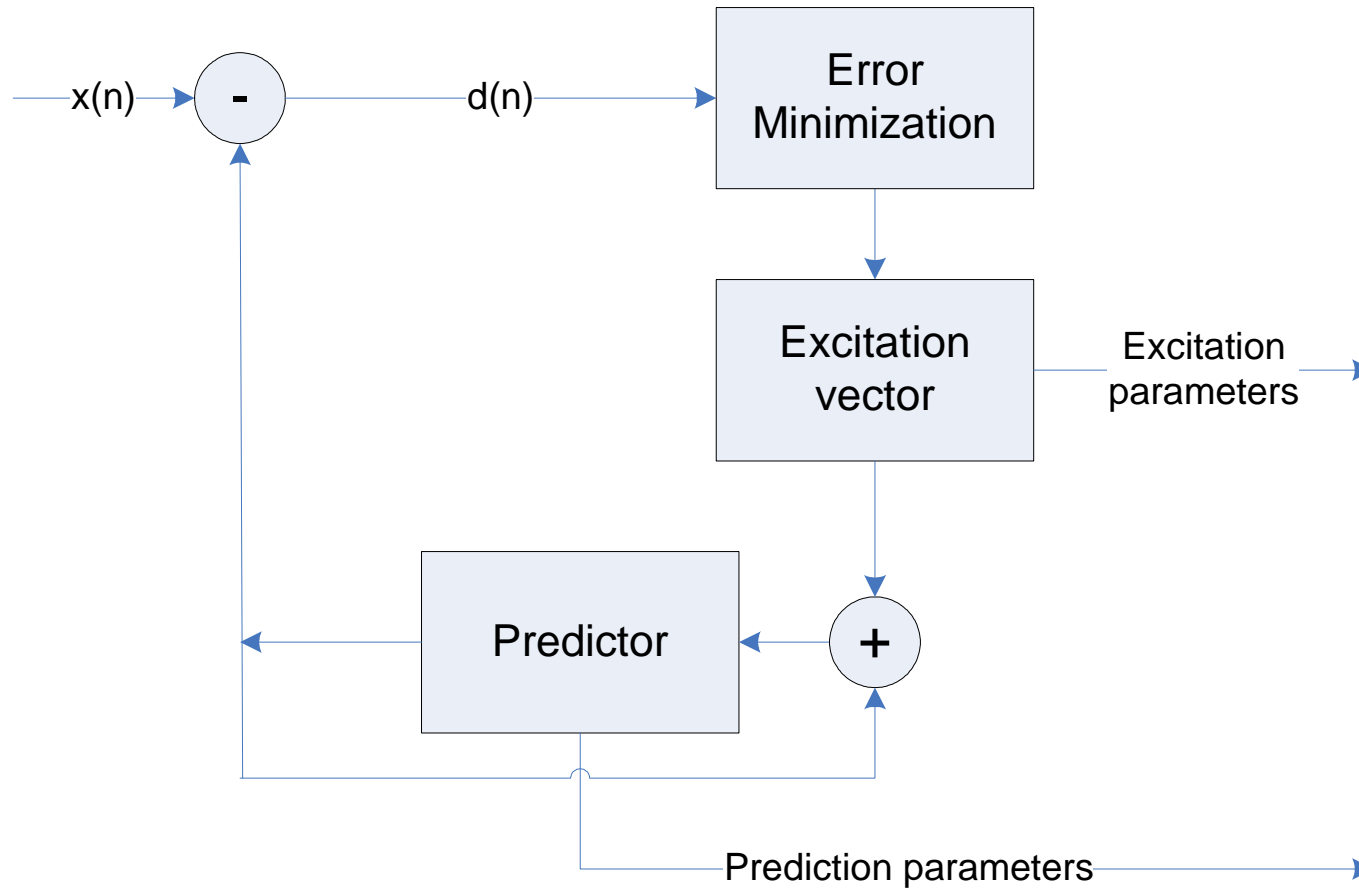 x(n)
-
d(n)
Error
Minimization
Excitation
vector
Excitation
parameters
Predictor
+
Prediction parameters